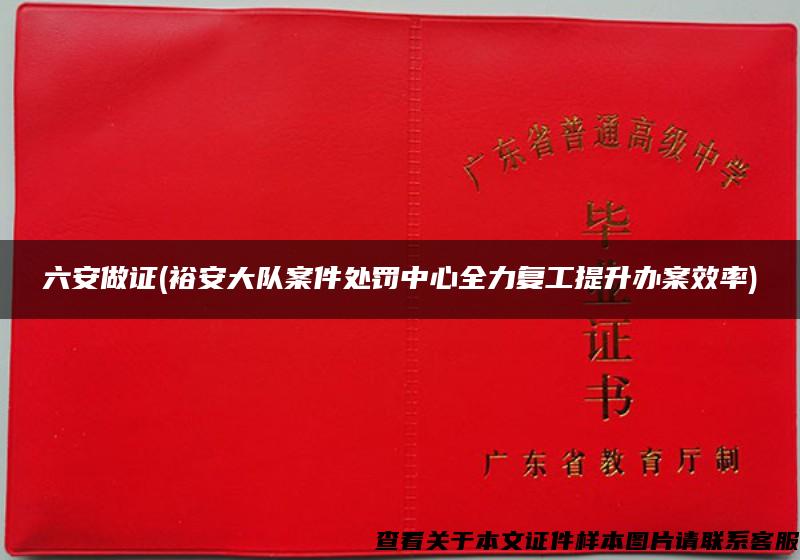 广东省普通高级中学
毕业证书
六安做证(裕安大队案件处罚中心全力复工提升办案效率)
广东省教育厅制
查看关于本文证件样本图片请联系客服